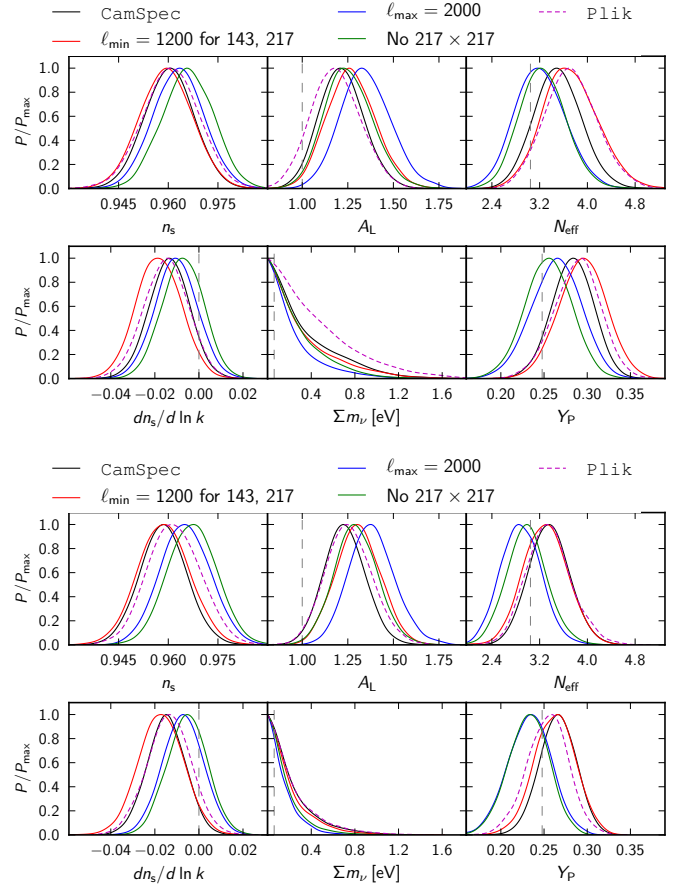 CamSpec ℓmax = 2000 Plik
ℓmin = 1200 for 143, 217 No 217 × 217
P/Pmax
1.0
0.8
0.6
0.4
0.2
0.0
0.945 0.960 0.975 1.00 1.25 1.50 1.75 2.4 3.2 4.0 4.8
ns AL Neff
P/Pmax
1.0
0.8
0.6
0.4
0.2
0.0
−0.04 −0.02 0.00 0.4 0.8 1.2 1.6 0.20 0.25 0.30 0.35
dns/d ln k Σmν [eV] YP
CamSpec ℓmax = 2000 Plik
ℓmin = 1200 for 143, 217 No 217 × 217
P/Pmax
1.0
0.8
0.6
0.4
0.2
0.0
0.945 0.960 0.975 1.00 1.25 1.50 1.75 2.4 3.2 4.0 4.8
ns AL Neff
P/Pmax
1.0
0.8
0.6
0.4
0.2
0.0
−0.04 −0.02 0.00 0.4 0.8 1.2 1.6 0.20 0.25 0.30 0.35
dns/d ln k Σmν [eV] YP